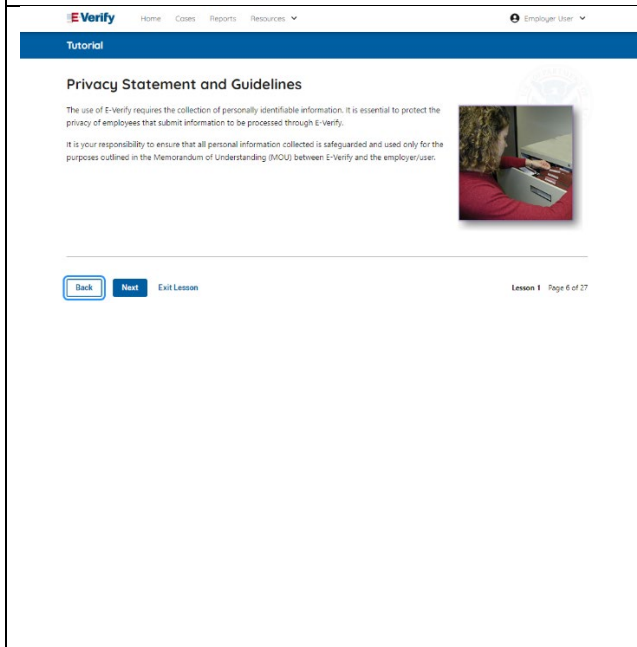 E-Verify
Home Cases Reports Resources
Employer User
Tutorial
Privacy Statement and Guidelines
The use of E-Verify requires the collection of personally identifiable information. It is essential to protect the
privacy of employees that submit information to be processed through E-Verify.
It is your responsibility to ensure that all personal information collected is safeguarded and used only for the
purposes outlined in the Memorandum of Understanding (MOU) between E-Verify and the employer/user.
Back Next Exit Lesson
Lesson 1 Page 6 of 27